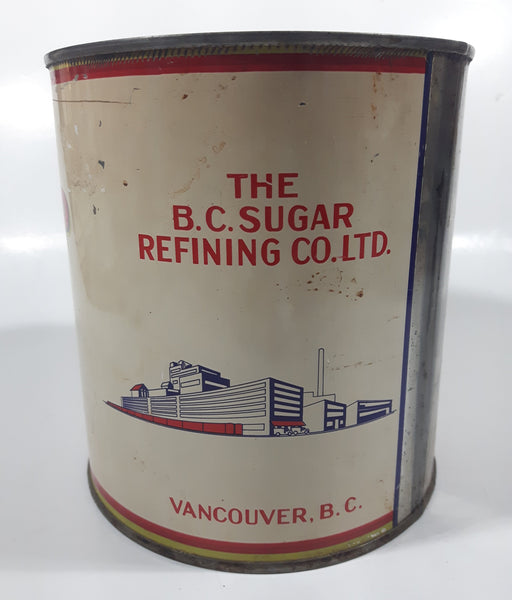 THE
B.C. SUGAR
REFINING CO. LTD.
VANCOUVER, B.C.